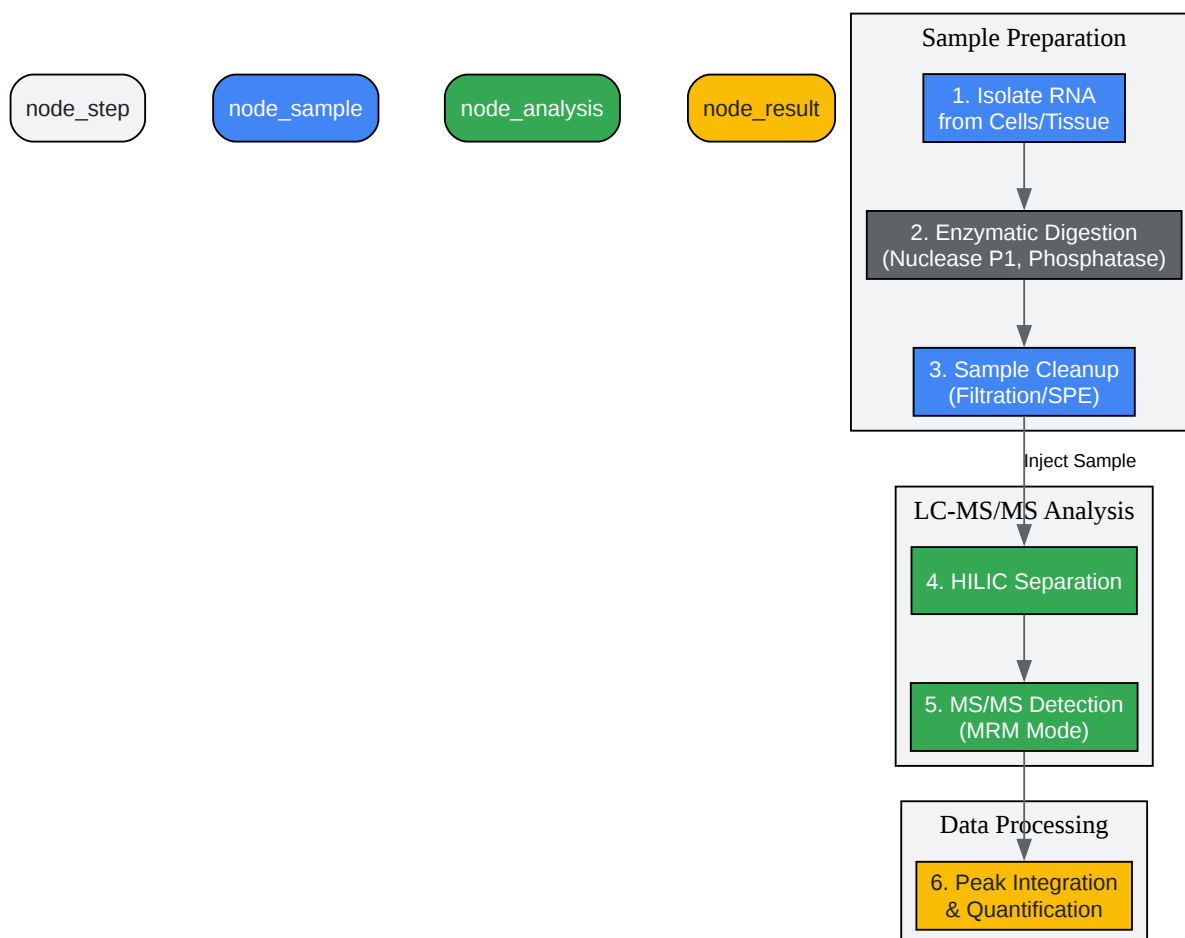 Sample Preparation
node_step
node_sample
node_analysis
node_result
1. Isolate RNA
from Cells/Tissue
2. Enzymatic Digestion
(Nuclease P1, Phosphatase)
3. Sample Cleanup
(Filtration/SPE)
Inject Sample
LC-MS/MS Analysis
4. HILIC Separation
5. MS/MS Detection
(MRM Mode)
Data Processing
6. Peak Integration
& Quantification